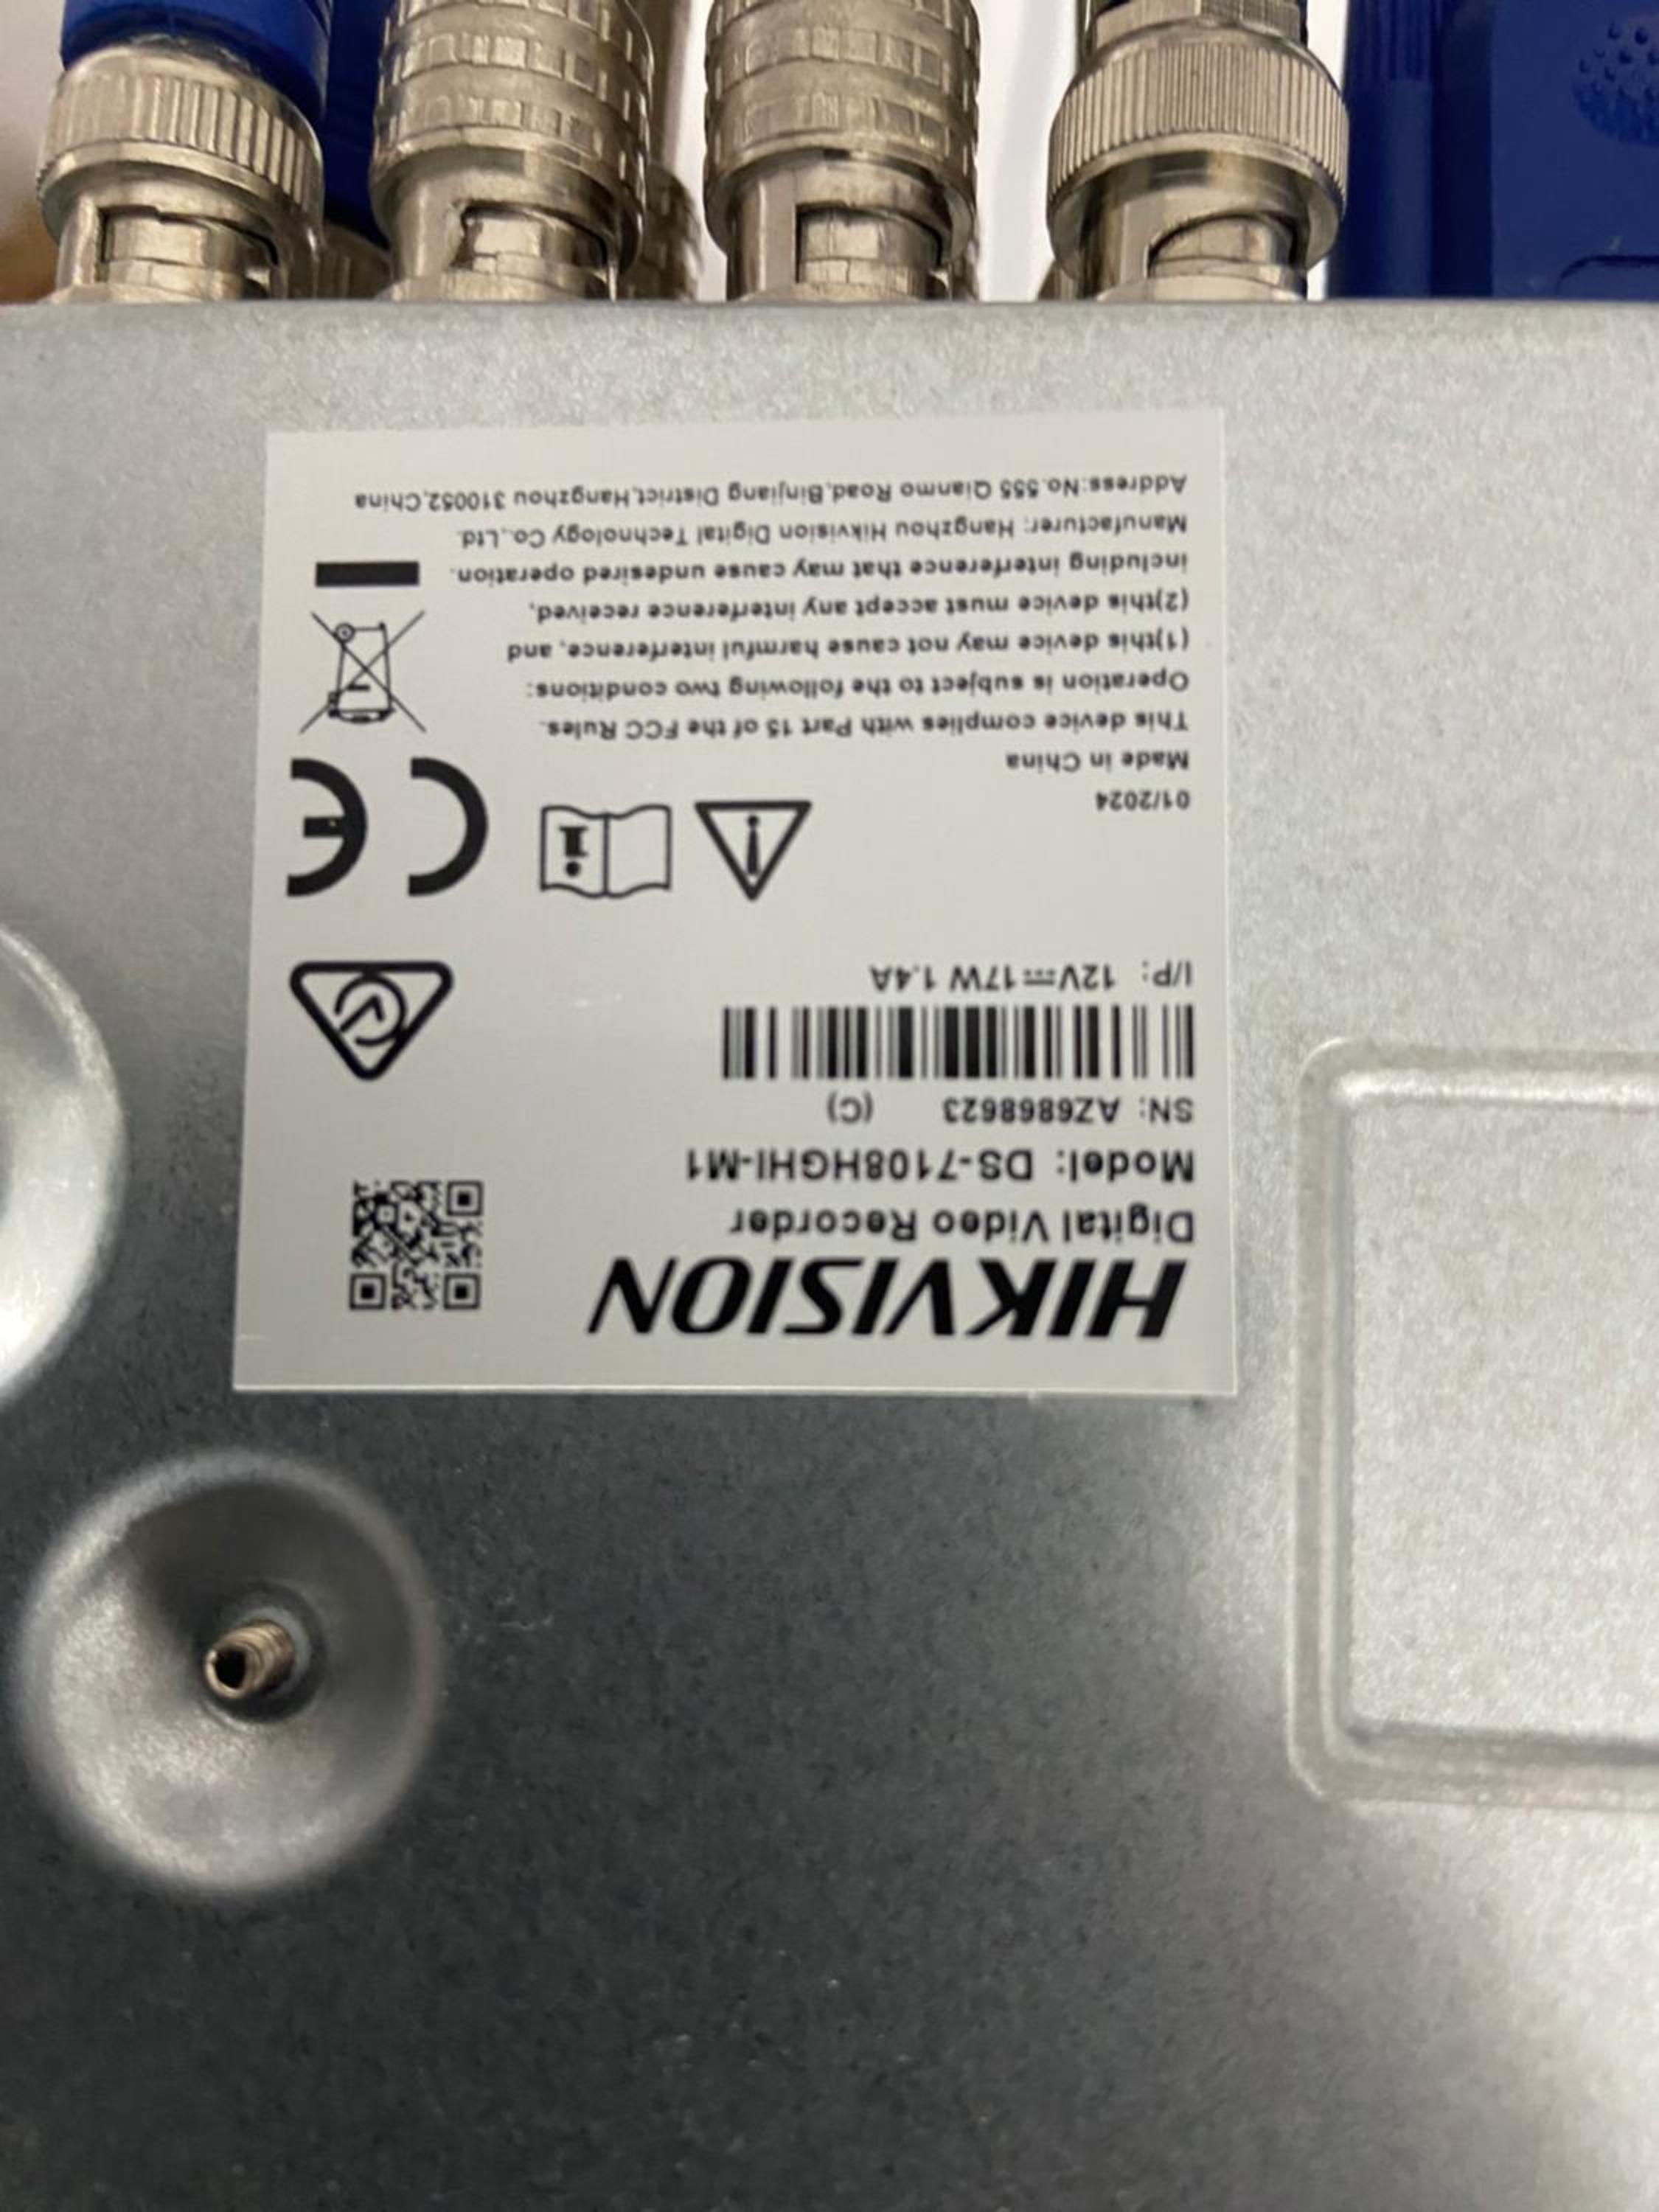 HIKVISION
Digital Video Recorder
Model: DS-7108HGHI-M1
SN: AZ6868623 (C)
I/P: 12V⎓17W 1.4A
01/2024
Made in China
This device complies with Part 15 of the FCC Rules.
Operation is subject to the following two conditions:
(1)this device may not cause harmful interference, and
(2)this device must accept any interference received,
including interference that may cause undesired operation.
Manufacturer: Hangzhou Hikvision Digital Technology Co.,Ltd.
Address:No.555 Qianmo Road,Binjiang District,Hangzhou 310052,China